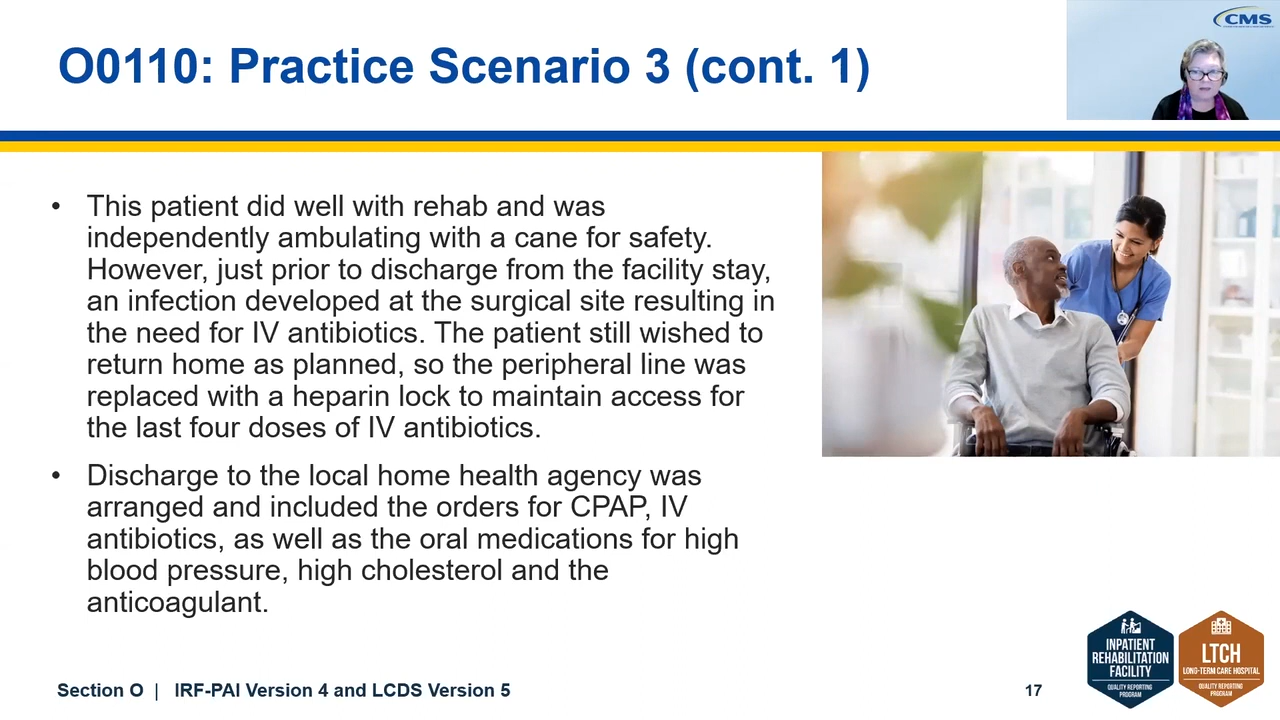 O0110: Practice Scenario 3 (cont. 1)
CMS
• This patient did well with rehab and was
independently ambulating with a cane for safety.
However, just prior to discharge from the facility stay,
an infection developed at the surgical site resulting in
the need for IV antibiotics. The patient still wished to
return home as planned, so the peripheral line was
replaced with a heparin lock to maintain access for
the last four doses of IV antibiotics.
• Discharge to the local home health agency was
arranged and included the orders for CPAP, IV
antibiotics, as well as the oral medications for high
blood pressure, high cholesterol and the
anticoagulant.
Section O | IRF-PAI Version 4 and LCDS Version 5
17
INPATIENT
REHABILITATION
FACILITY
QUALITY REPORTING
PROGRAM
LTCH
LONG-TERM CARE HOSPITAL
QUALITY REPORTING
PROGRAM